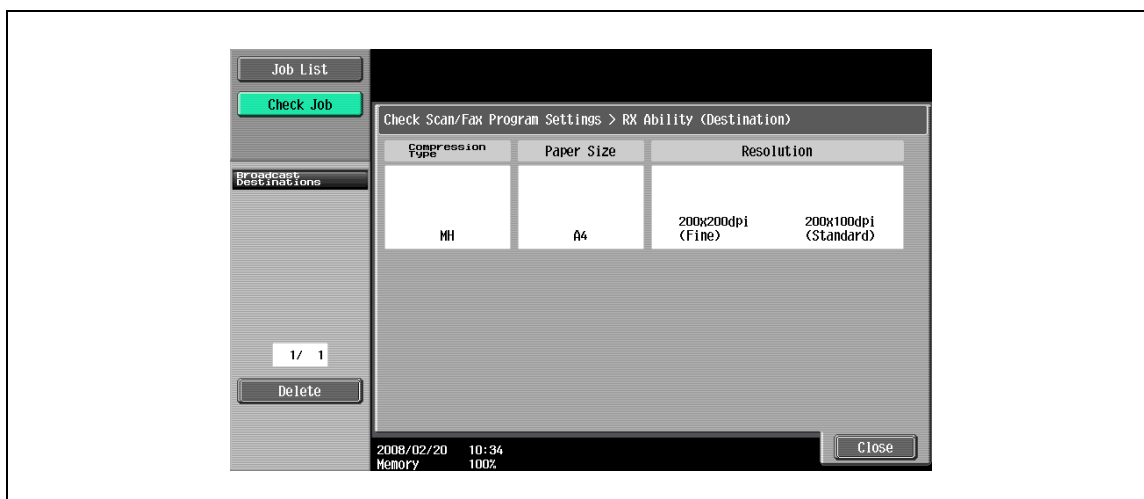 Job List
Check Job
Check Scan/Fax Program Settings > RX Ability (Destination)
Compression
Type
Paper Size
Resolution
Broadcast
Destinations
MH
A4
200x200dpi
(Fine)
200x100dpi
(Standard)
1/ 1
Delete
Close
2008/02/20 10:34
Memory 100%